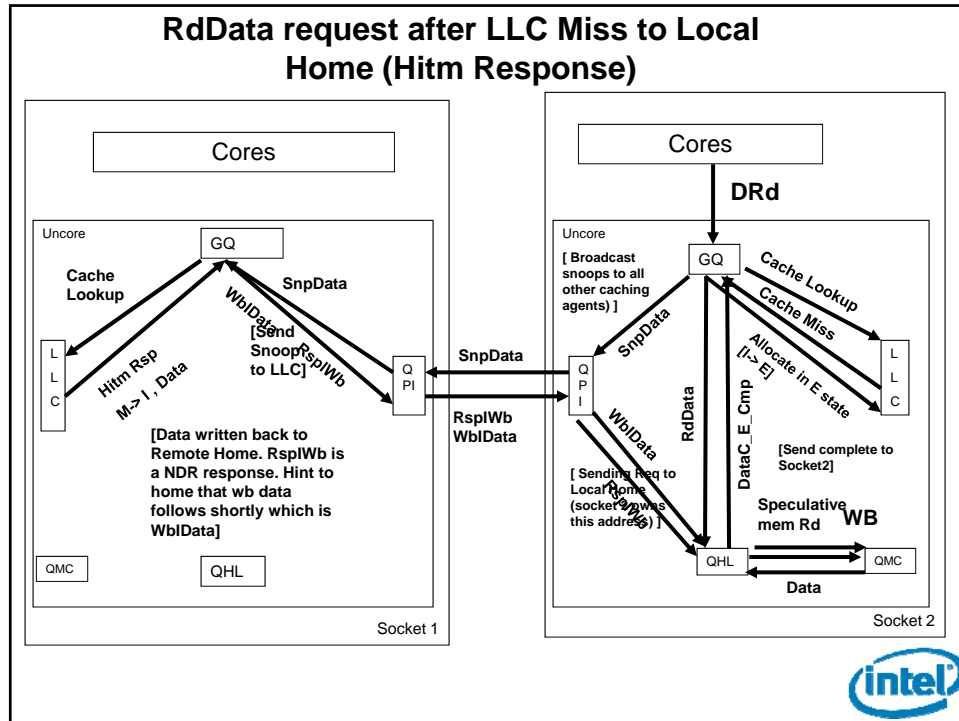 RdData request after LLC Miss to Local
Home (Hitm Response)
Cores
Uncore
GQ
Cache
Lookup
SnpData
WbIData
[Send
Snoop
to LLC]
RspIWb
L
L
C
Hitm Rsp
M-> I , Data
Q
PI
[Data written back to
Remote Home. RspIWb is
a NDR response. Hint to
home that wb data
follows shortly which is
WbIData]
QMC
QHL
Socket 1
SnpData
RspIWb
WbIData
Cores
DRd
Uncore
[ Broadcast
snoops to all
other caching
agents) ]
GQ
Cache Lookup
Cache Miss
Allocate in E state
[I-> E]
SnpData
L
L
C
Q
P
I
WbIData
RspIWb
RdData
DataC_E_Cmp
[Send complete to
Socket2]
[ Sending Req to
Local Home
(socket 2 owns
this address) ]
Speculative
mem Rd
WB
QHL
QMC
Data
Socket 2
intel